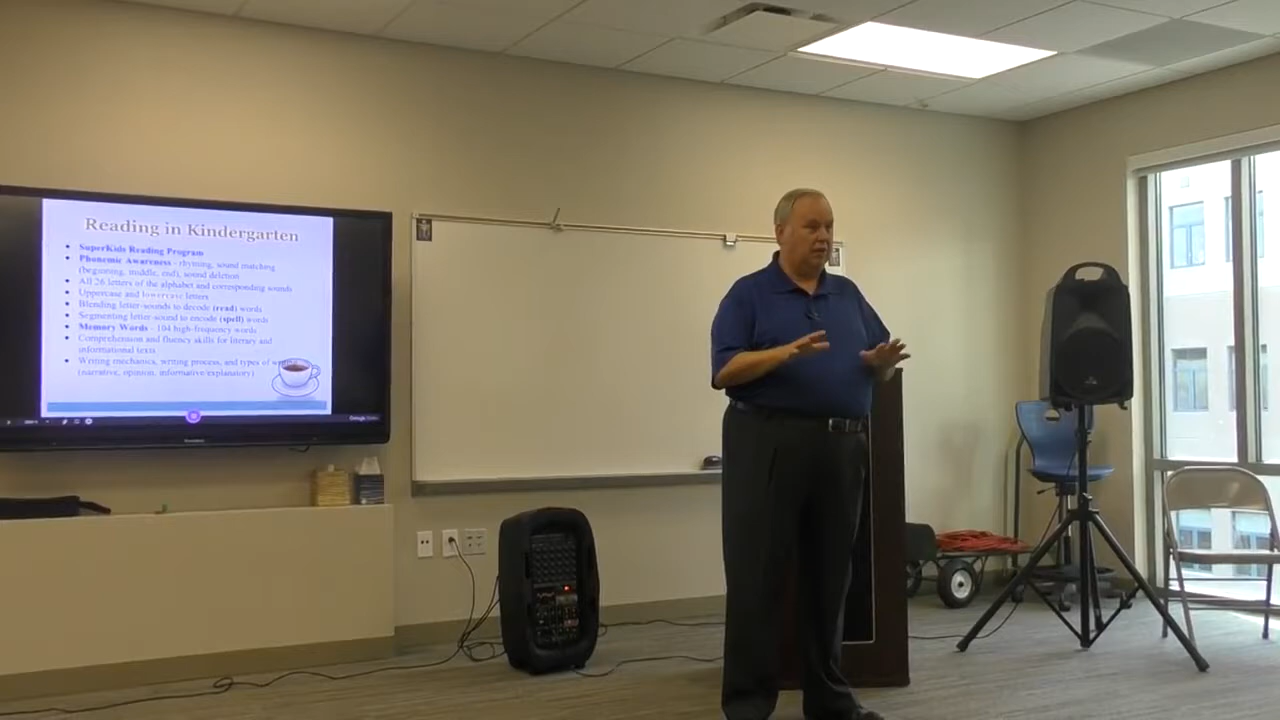 Reading in Kindergarten
SuperKids Reading Program
Phonemic Awareness - rhyming, sound matching
(beginning, middle, end), sound deletion
All 26 letters of the alphabet and corresponding sounds
Uppercase and lowercase letters
Blending letter-sounds to decode (read) words
Segmenting letter-sound to encode (spell) words
Memory Words - 104 high-frequency words
Comprehension and fluency skills for literary and
informational texts
Writing mechanics, writing process, and types of
(narrative, opinion, informative/explanatory)
Google Slides